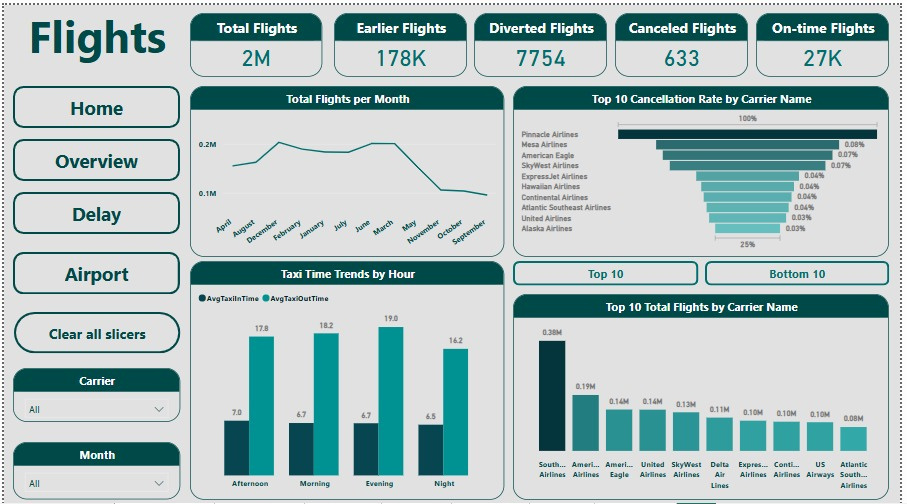 Flights
Total Flights
2M
Earlier Flights
178K
Diverted Flights
7754
Canceled Flights
633
On-time Flights
27K
Home
Overview
Delay
Airport
Clear all slicers
Carrier
All
Month
All
Total Flights per Month
0.2M
0.1M
April
August
December
February
January
July
June
March
May
November
October
September
Top 10 Cancellation Rate by Carrier Name
100%
Pinnacle Airlines
Mesa Airlines 0.08%
American Eagle 0.07%
SkyWest Airlines 0.07%
ExpressJet Airlines 0.04%
Hawaiian Airlines 0.04%
Continental Airlines 0.04%
Atlantic Southeast Airlines 0.04%
United Airlines 0.03%
Alaska Airlines 0.03%
25%
Taxi Time Trends by Hour
AvgTaxiInTime AvgTaxiOutTime
7.0 17.8
6.7 18.2
6.7 19.0
6.5 16.2
Afternoon Morning Evening Night
Top 10
Bottom 10
Top 10 Total Flights by Carrier Name
0.38M
0.19M
0.14M
0.14M
0.13M
0.11M
0.10M
0.10M
0.10M
0.08M
South... Airlines
Ameri... Airlines
Ameri... Eagle
United Airlines
SkyWest Airlines
Delta Air Lines
Expres... Airlines
Conti... Airlines
US Airways
Atlantic South... Airlines